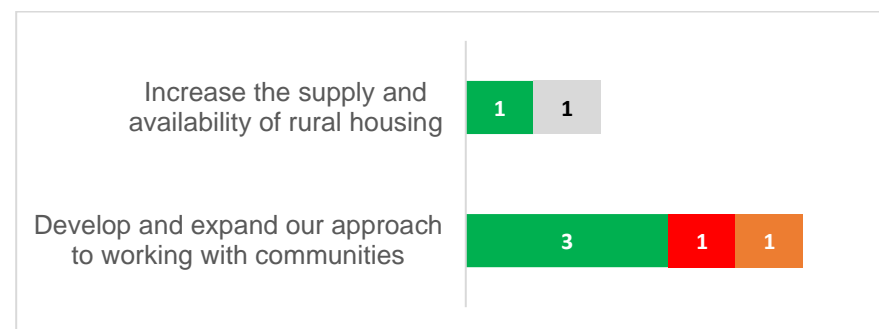 Increase the supply and
availability of rural housing
1 1
Develop and expand our approach
to working with communities
3 1 1